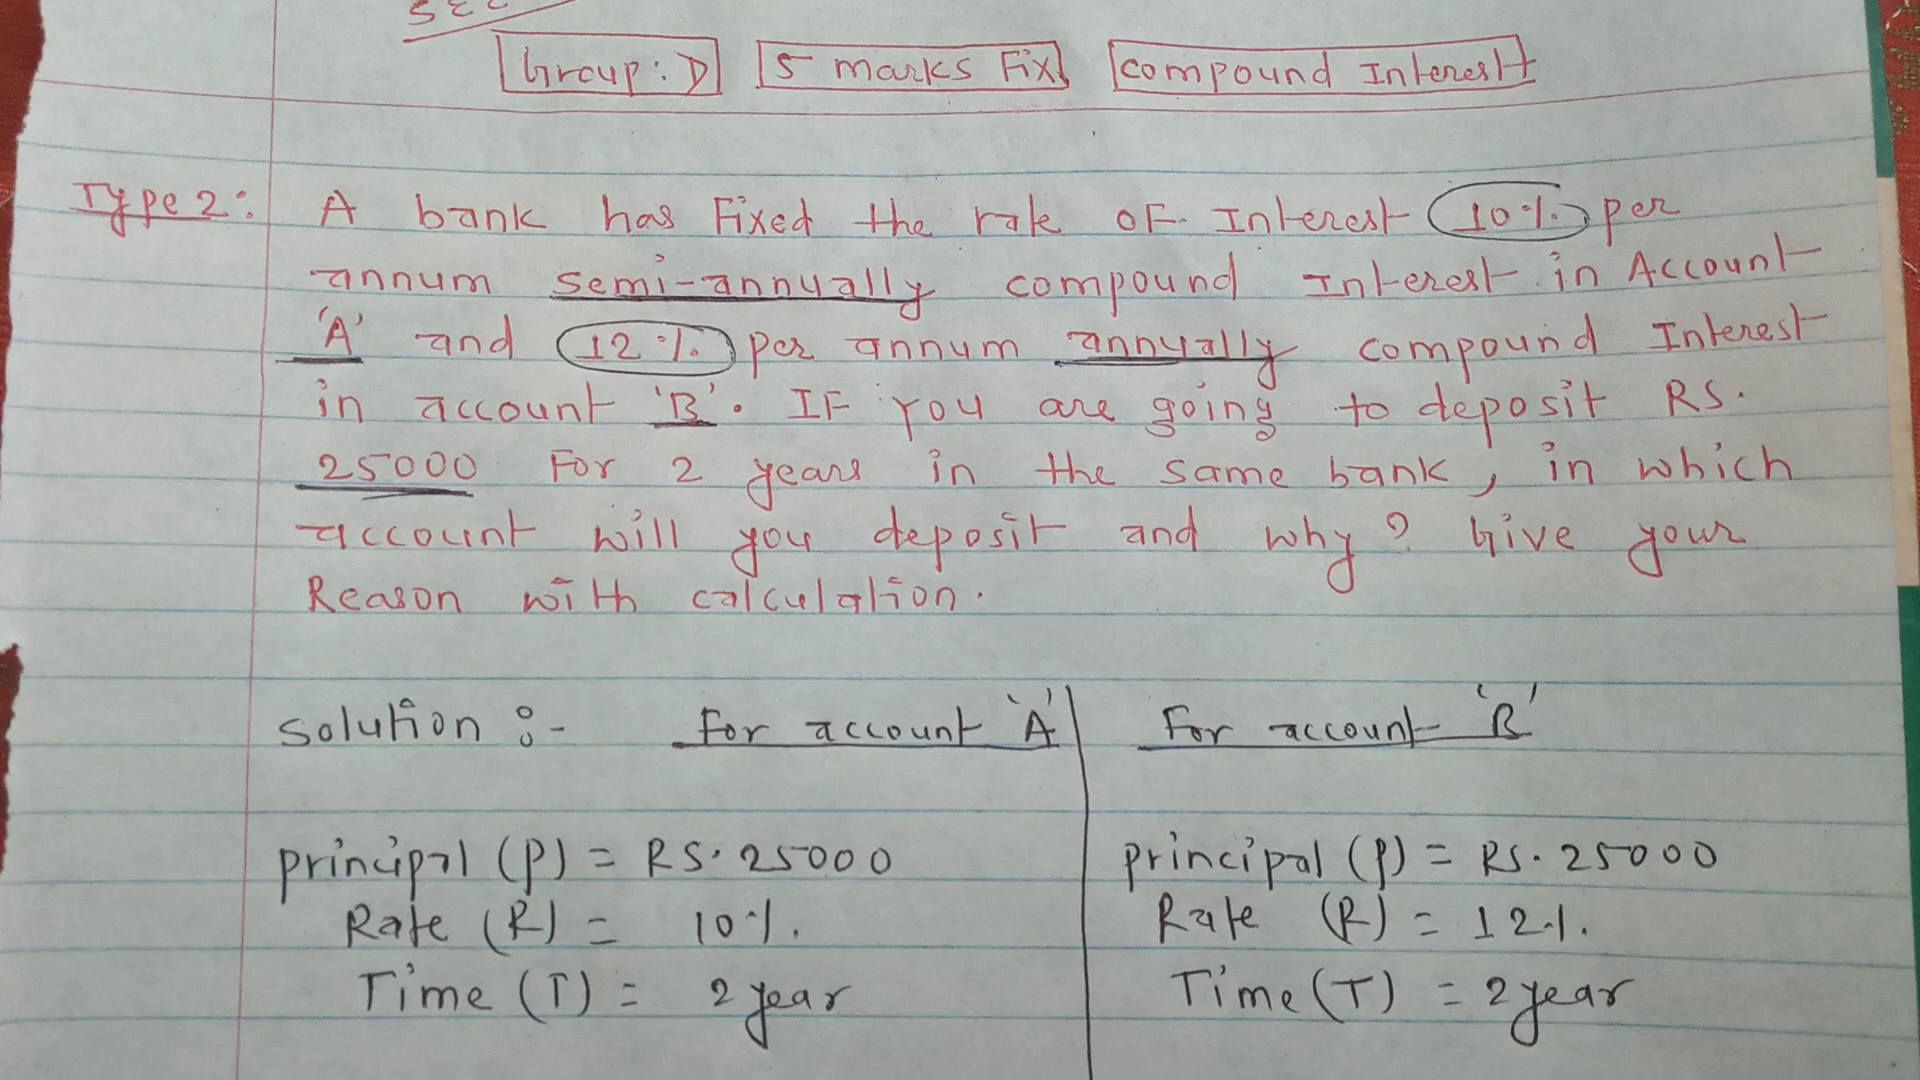 SEE
Group: D 5 marks Fix compound Interest
Type 2: A bank has Fixed the rate of Interest 10% per
annum semi-annually compound Interest in Account
'A' and 12% per annum annually compound Interest
in account 'B'. IF you are going to deposit RS.
25000 For 2 years in the same bank, in which
account will you deposit and why? Give your
Reason with calculation.
Solution :- For account 'A' For account 'B'
principal (P) = RS. 25000 principal (P) = RS. 25000
Rate (R) = 10%. Rate (R) = 12%.
Time (T) = 2 year Time (T) = 2 year